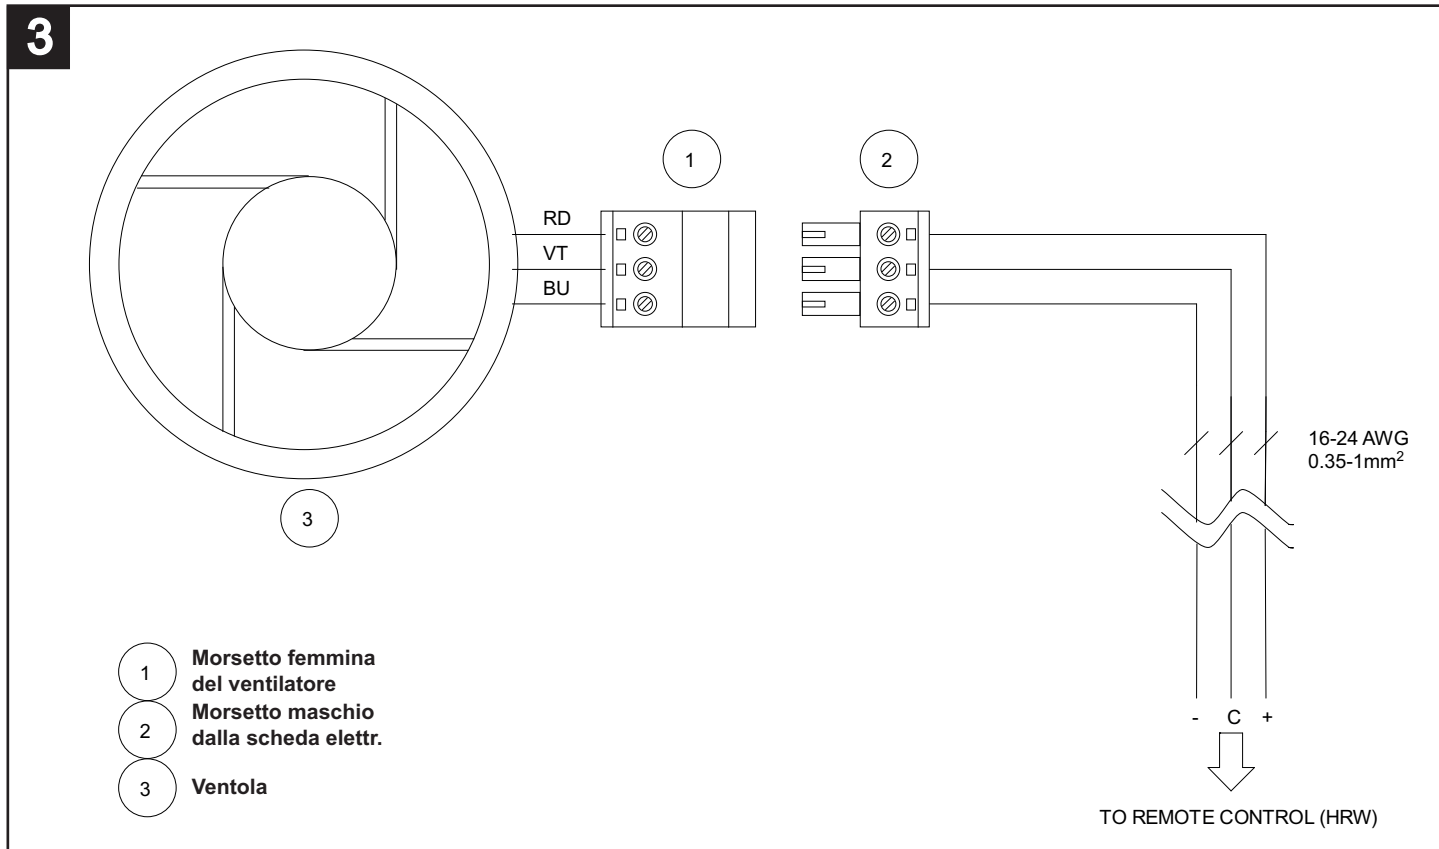 3
1
2
RD
VT
BU
16-24 AWG
0.35-1mm²
3
1 Morsetto femmina
del ventilatore
2 Morsetto maschio
dalla scheda elettr.
3 Ventola
- C +
TO REMOTE CONTROL (HRW)